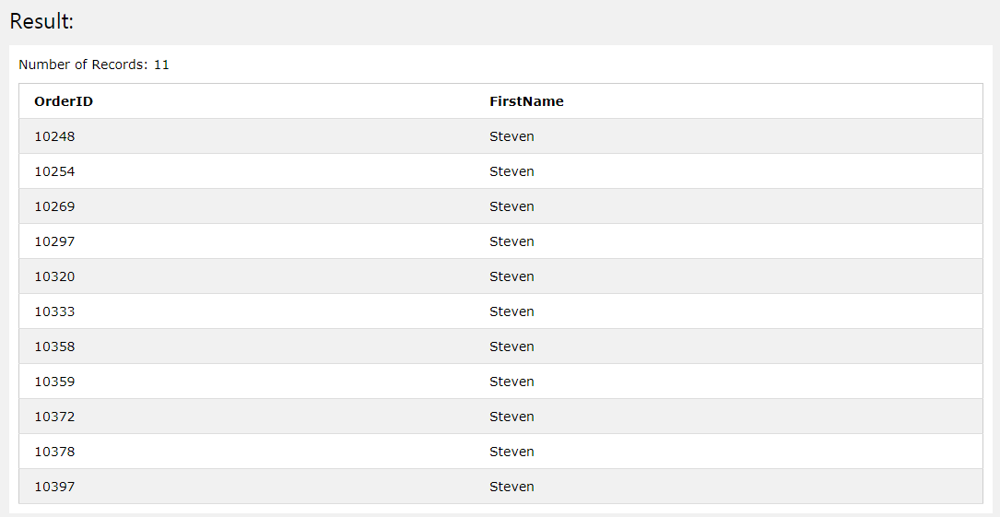 Result:
Number of Records: 11
OrderID FirstName
10248 Steven
10254 Steven
10269 Steven
10297 Steven
10320 Steven
10333 Steven
10358 Steven
10359 Steven
10372 Steven
10378 Steven
10397 Steven